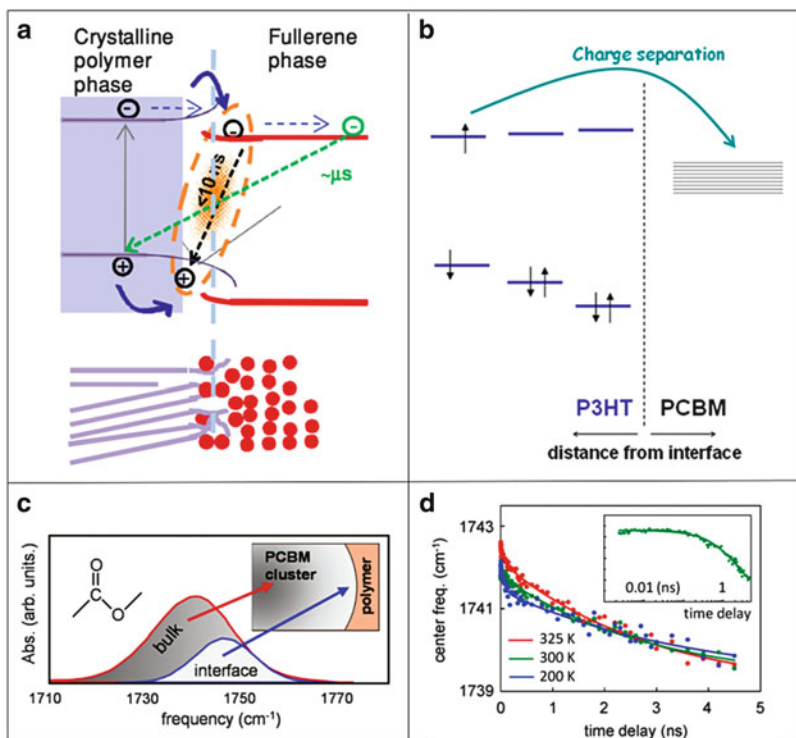 a
Crystalline
polymer
phase
Fullerene
phase
-
-
-
<10 ns
~μs
+
+
b
Charge separation
P3HT
PCBM
distance from interface
c
Abs. (arb. units.)
O
O
bulk
interface
PCBM
cluster
polymer
1710
1730
1750
1770
frequency (cm⁻¹)
d
center freq. (cm⁻¹)
1743
1741
1739
0.01 (ns)
1
time delay
325 K
300 K
200 K
0
1
2
3
4
5
time delay (ns)